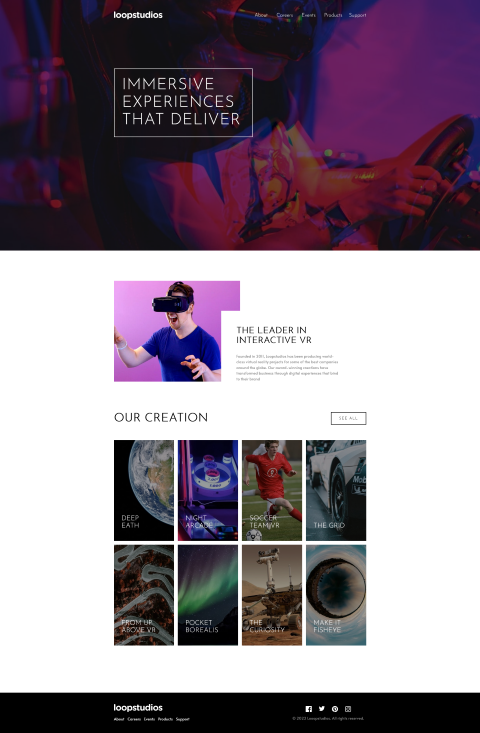 loopstudios
About Careers Events Products Support
IMMERSIVE
EXPERIENCES
THAT DELIVER
THE LEADER IN
INTERACTIVE VR
Founded in 2011, Loopstudios has been producing world-
class virtual reality projects for some of the best companies
around the globe. Our award-winning creations have
transformed business through digital experiences that bind
to their brand.
OUR CREATION
SEE ALL
DEEP
EATH
NIGHT
ARCADE
SOCCER
TEAM VR
THE GRID
FROM UP
ABOVE VR
POCKET
BOREALIS
THE
CURIOSITY
MAKE IT
FISHEYE
loopstudios
About Careers Events Products Support
© 2022 Looopstudios. All rights reserved.